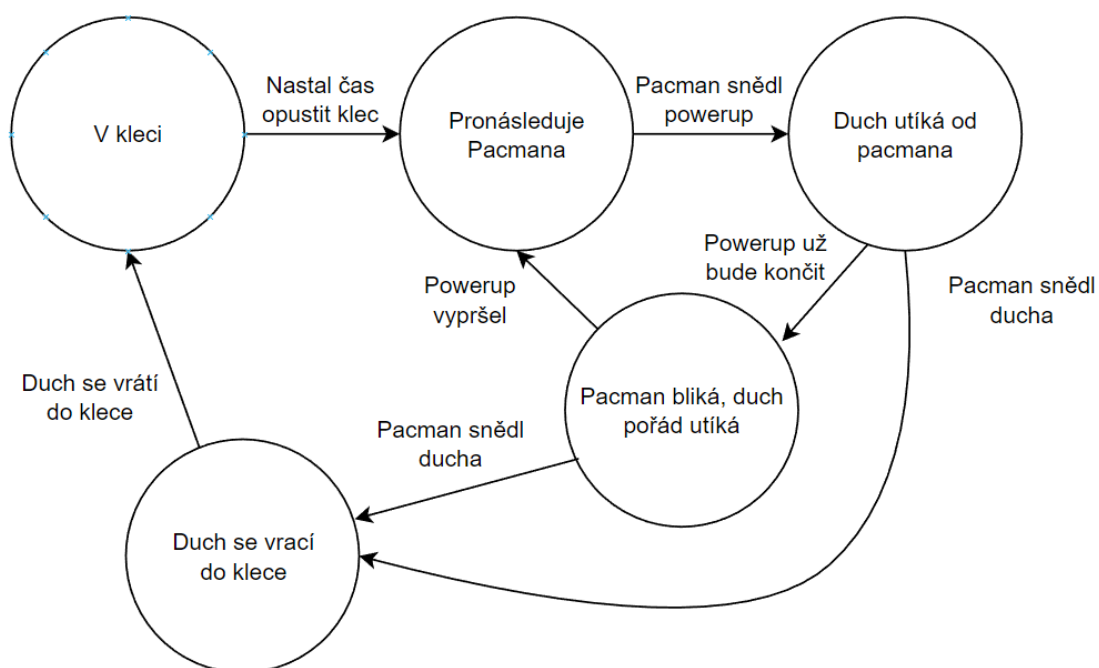 V kleci
Nastal čas
opustit klec
Pronásleduje
Pacmana
Pacman snědl
powerup
Duch utíká od
pacmana
Powerup už
bude končit
Pacman snědl
ducha
Powerup
vypršel
Pacman bliká, duch
pořád utíká
Pacman snědl
ducha
Duch se vrátí
do klece
Duch se vrací
do klece